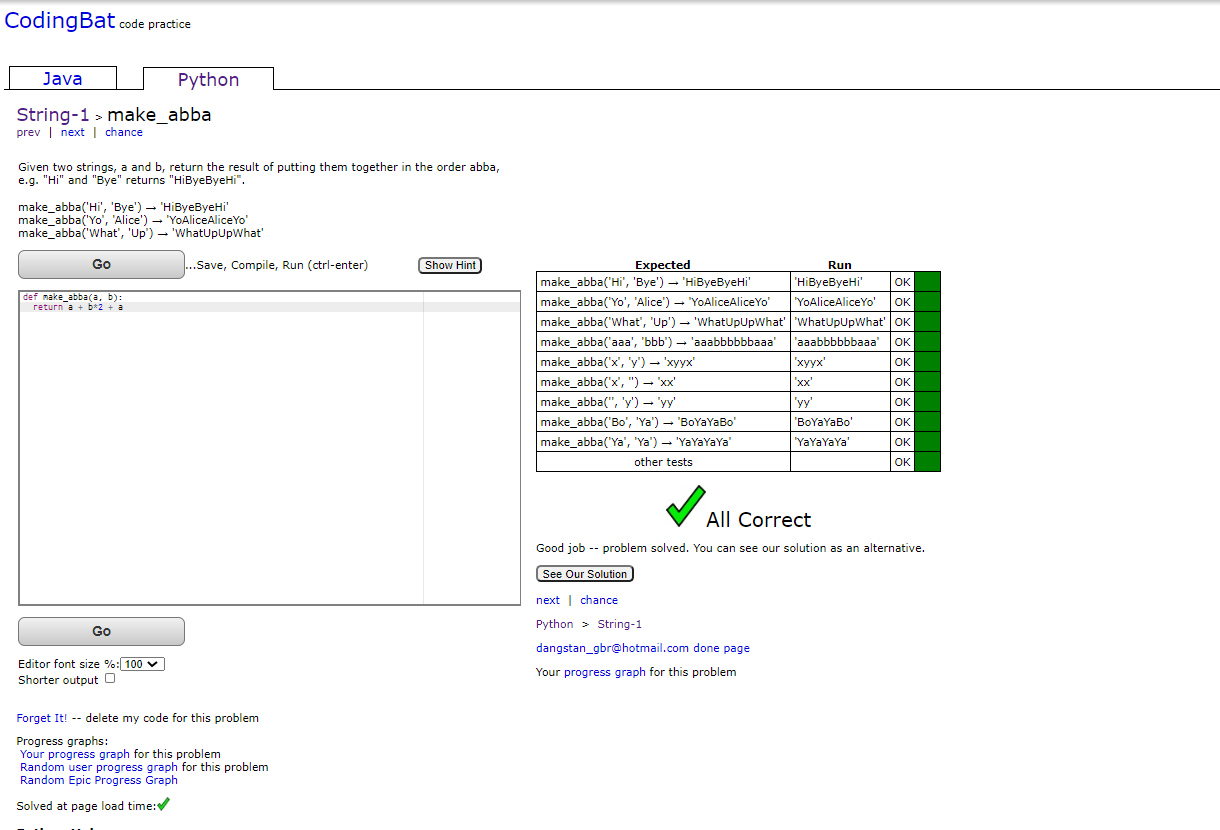 CodingBat code practice
Java
Python
String-1 > make_abba
prev | next | chance
Given two strings, a and b, return the result of putting them together in the order abba,
e.g. "Hi" and "Bye" returns "HiByeByeHi".
make_abba('Hi', 'Bye') → 'HiByeByeHi'
make_abba('Yo', 'Alice') → 'YoAliceAliceYo'
make_abba('What', 'Up') → 'WhatUpUpWhat'
Go
...Save, Compile, Run (ctrl-enter)
Show Hint
def make_abba(a, b):
  return a + b*2 + a
Go
Editor font size %: 100
Shorter output
Forget It! -- delete my code for this problem
Progress graphs:
Your progress graph for this problem
Random user progress graph for this problem
Random Epic Progress Graph
Solved at page load time:
Expected Run
make_abba('Hi', 'Bye') → 'HiByeByeHi' 'HiByeByeHi' OK
make_abba('Yo', 'Alice') → 'YoAliceAliceYo' 'YoAliceAliceYo' OK
make_abba('What', 'Up') → 'WhatUpUpWhat' 'WhatUpUpWhat' OK
make_abba('aaa', 'bbb') → 'aaabbbbbbaaa' 'aaabbbbbbaaa' OK
make_abba('x', 'y') → 'xyyx' 'xyyx' OK
make_abba('x', '') → 'xx' 'xx' OK
make_abba('', 'y') → 'yy' 'yy' OK
make_abba('Bo', 'Ya') → 'BoYaYaBo' 'BoYaYaBo' OK
make_abba('Ya', 'Ya') → 'YaYaYaYa' 'YaYaYaYa' OK
other tests OK
All Correct
Good job -- problem solved. You can see our solution as an alternative.
See Our Solution
next | chance
Python > String-1
dangstan_gbr@hotmail.com done page
Your progress graph for this problem